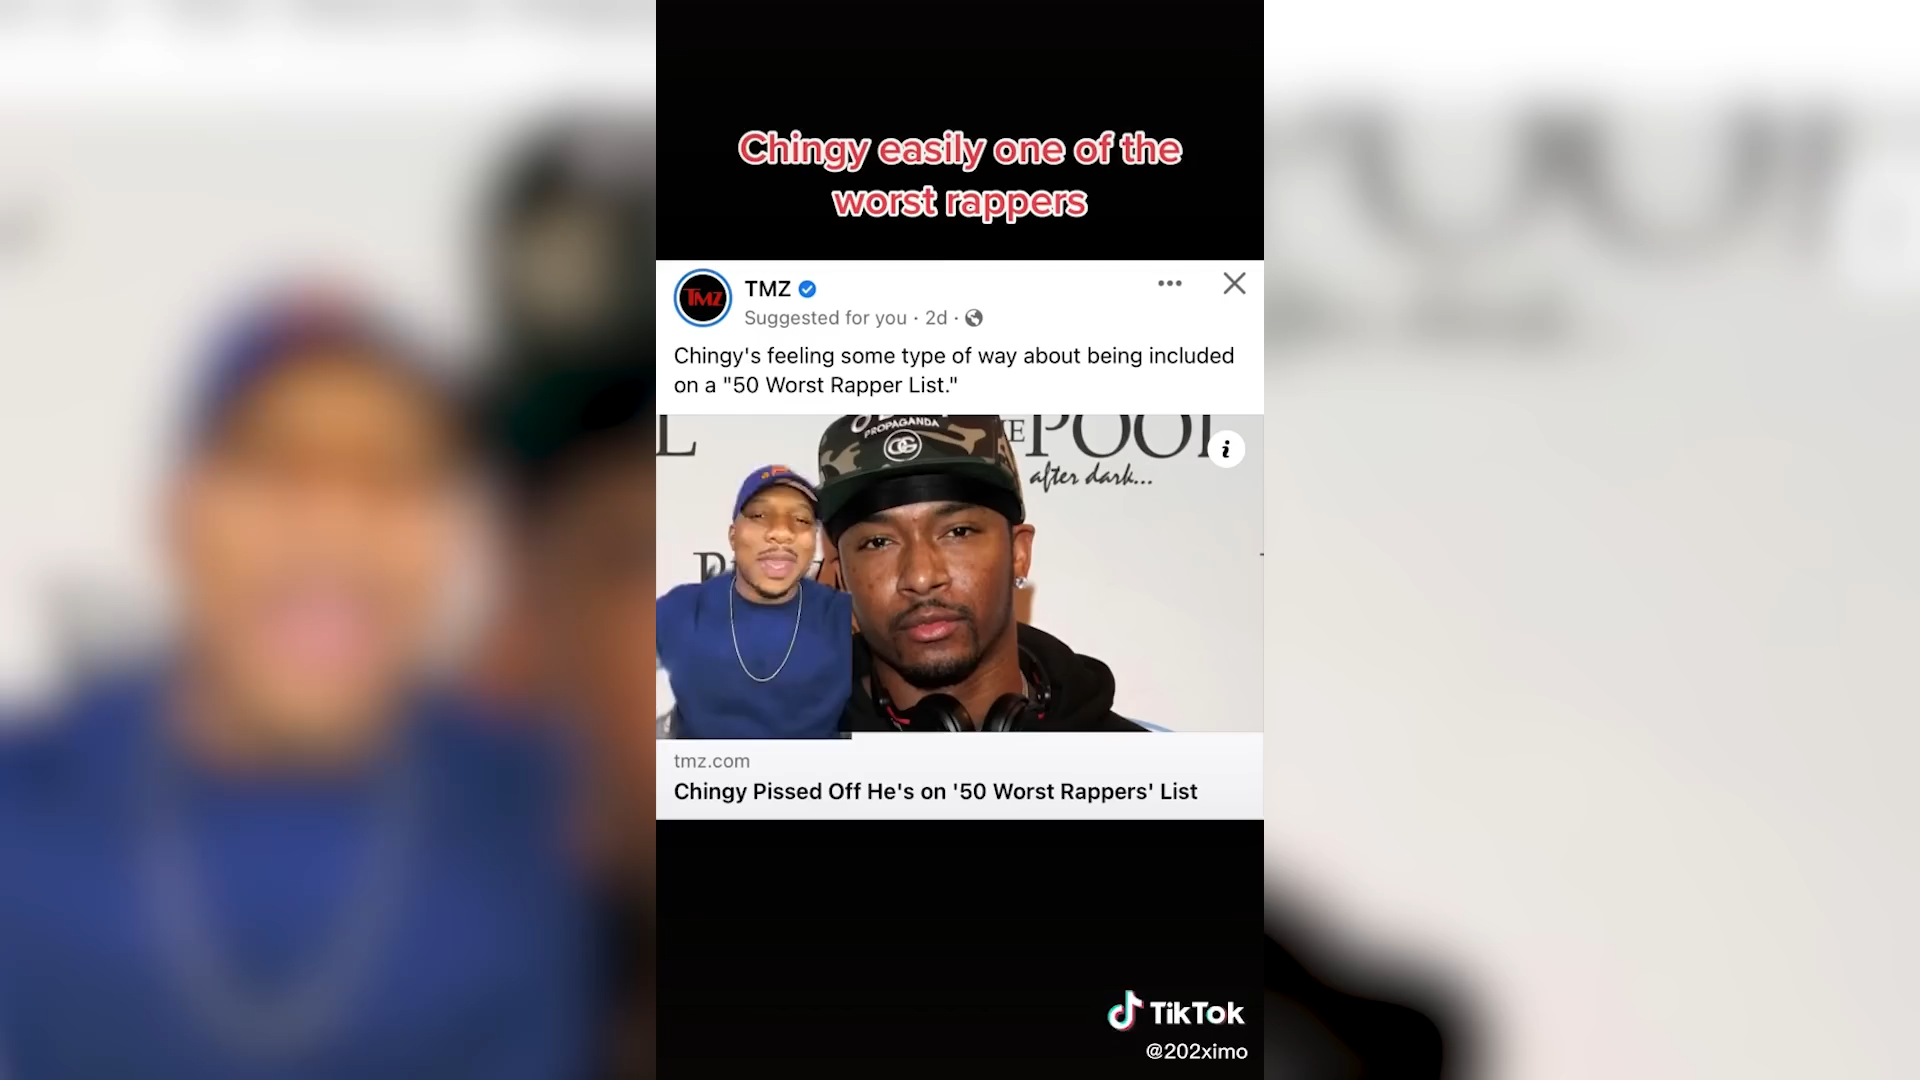 Chingy easily one of the
worst rappers
TMZ
TMZ
Suggested for you · 2d ·
Chingy's feeling some type of way about being included
on a "50 Worst Rapper List."
PROPAGANDA
OG
POOL
after dark...
tmz.com
Chingy Pissed Off He's on '50 Worst Rappers' List
TikTok
@202ximo